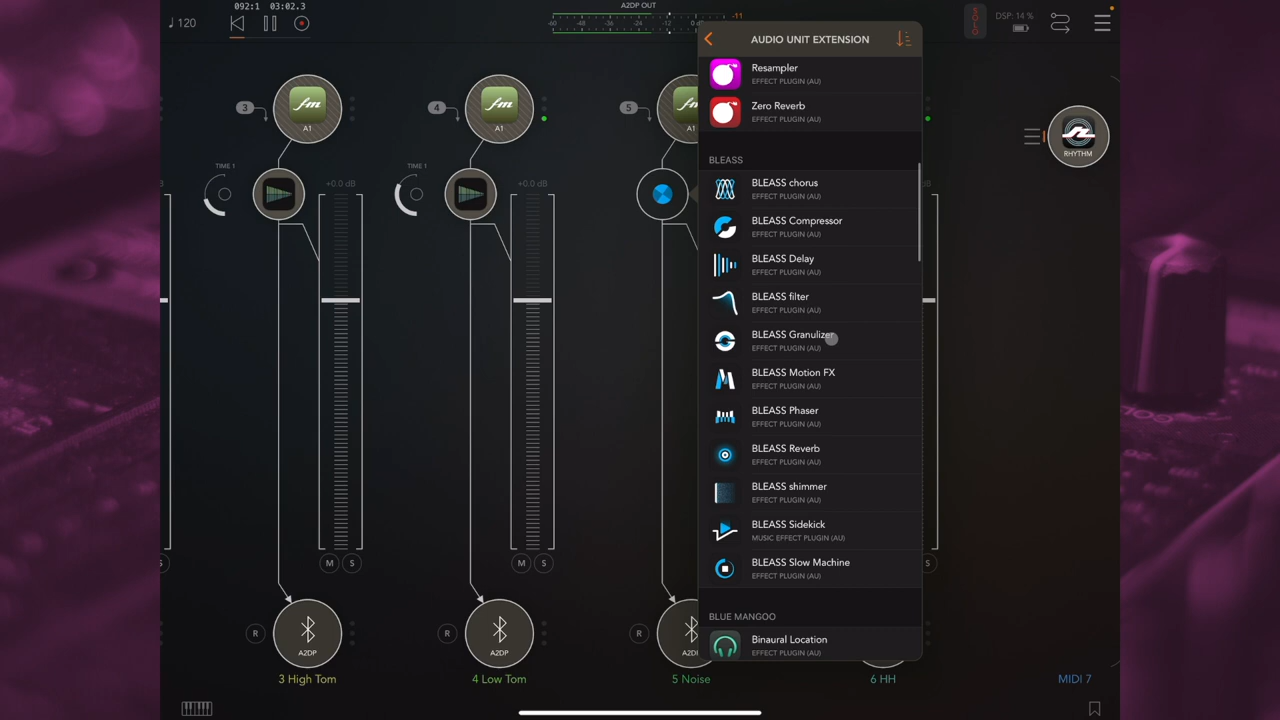 092:1 03:02.3
♩ 120
A2DP OUT
-60 -48 -36 -24 -12 0
-11
SOLO
DSP: 14 %
AUDIO UNIT EXTENSION
Resampler
EFFECT PLUGIN (AU)
Zero Reverb
EFFECT PLUGIN (AU)
BLEASS
BLEASS chorus
EFFECT PLUGIN (AU)
BLEASS Compressor
EFFECT PLUGIN (AU)
BLEASS Delay
EFFECT PLUGIN (AU)
BLEASS filter
EFFECT PLUGIN (AU)
BLEASS Granulizer
EFFECT PLUGIN (AU)
BLEASS Motion FX
EFFECT PLUGIN (AU)
BLEASS Phaser
EFFECT PLUGIN (AU)
BLEASS Reverb
EFFECT PLUGIN (AU)
BLEASS shimmer
EFFECT PLUGIN (AU)
BLEASS Sidekick
MUSIC EFFECT PLUGIN (AU)
BLEASS Slow Machine
EFFECT PLUGIN (AU)
BLUE MANGOO
Binaural Location
EFFECT PLUGIN (AU)
3
fm
A1
4
fm
A1
5
fm
A1
RHYTHM
TIME 1
+0.0 dB
TIME 1
+0.0 dB
S
M S
M S
S
R
A2DP
R
A2DP
R
A2DP
3 High Tom
4 Low Tom
5 Noise
6 HH
MIDI 7